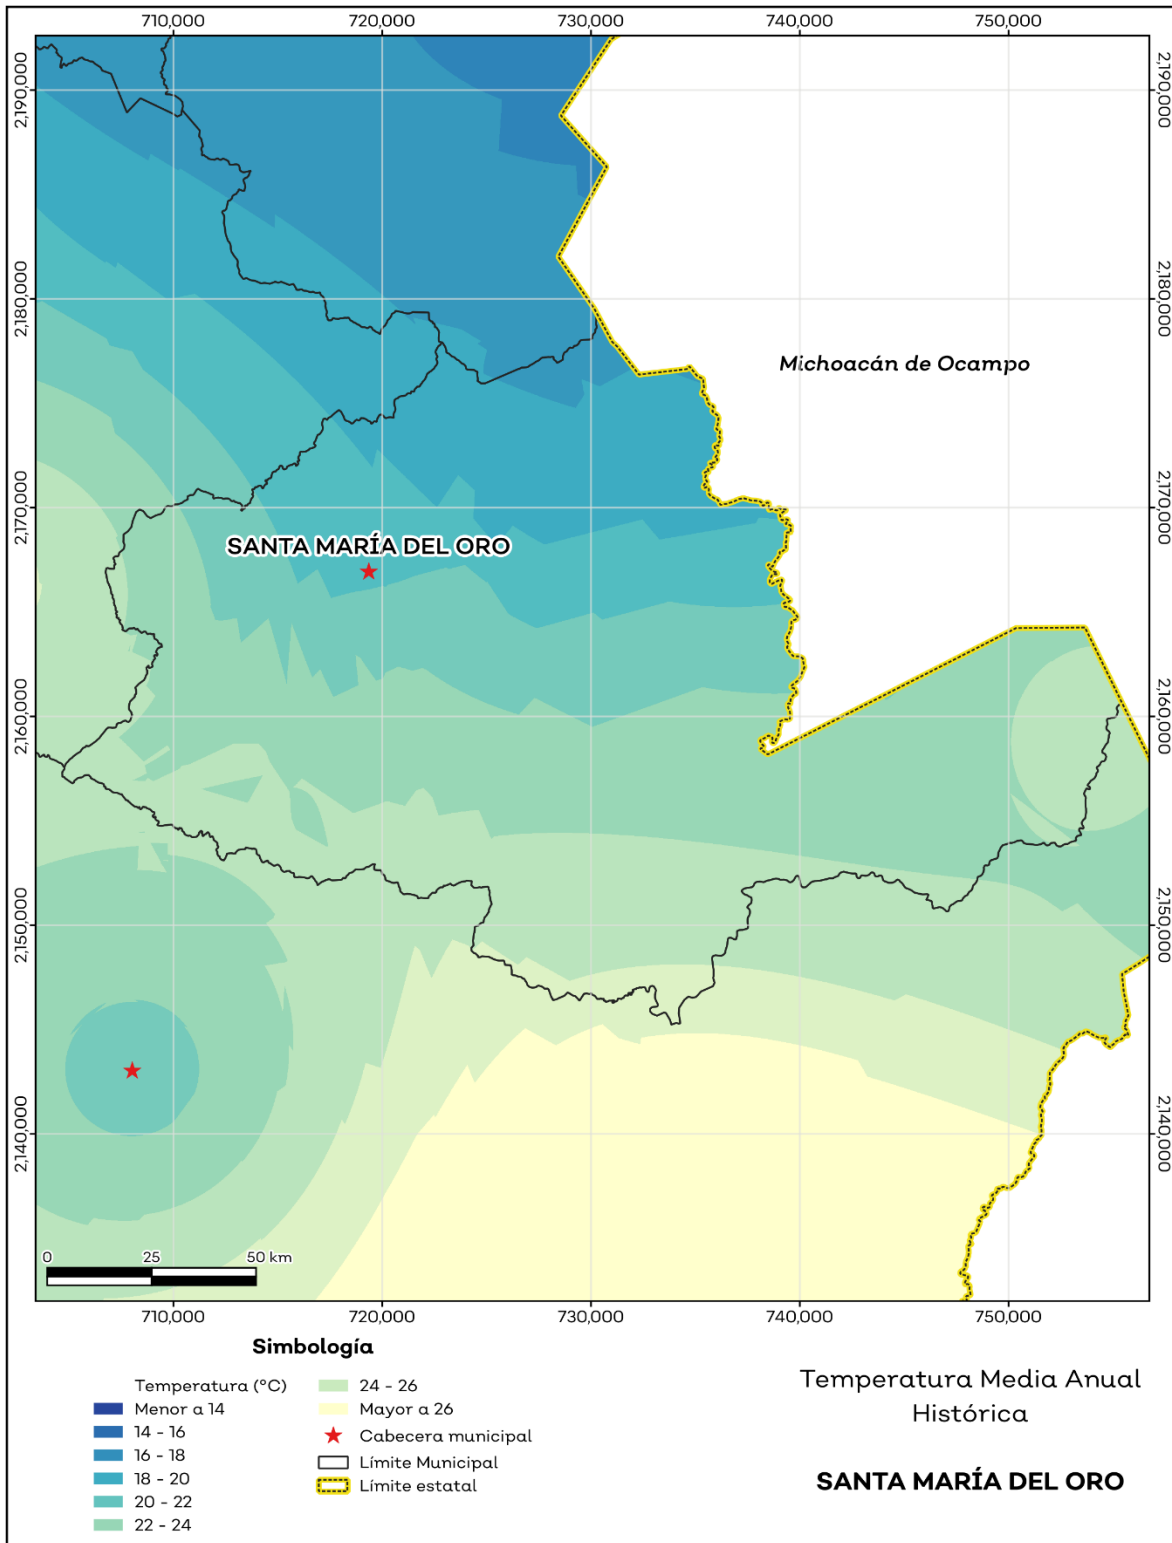 710,000 720,000 730,000 740,000 750,000
2,190,000 2,190,000
2,180,000 2,180,000
Michoacán de Ocampo
2,170,000 2,170,000
SANTA MARÍA DEL ORO
2,160,000 2,160,000
2,150,000 2,150,000
2,140,000 2,140,000
0 25 50 km
710,000 720,000 730,000 740,000 750,000
Simbología
Temperatura (°C)
Menor a 14
14 - 16
16 - 18
18 - 20
20 - 22
22 - 24
24 - 26
Mayor a 26
Cabecera municipal
Límite Municipal
Límite estatal
Temperatura Media Anual
Histórica
SANTA MARÍA DEL ORO